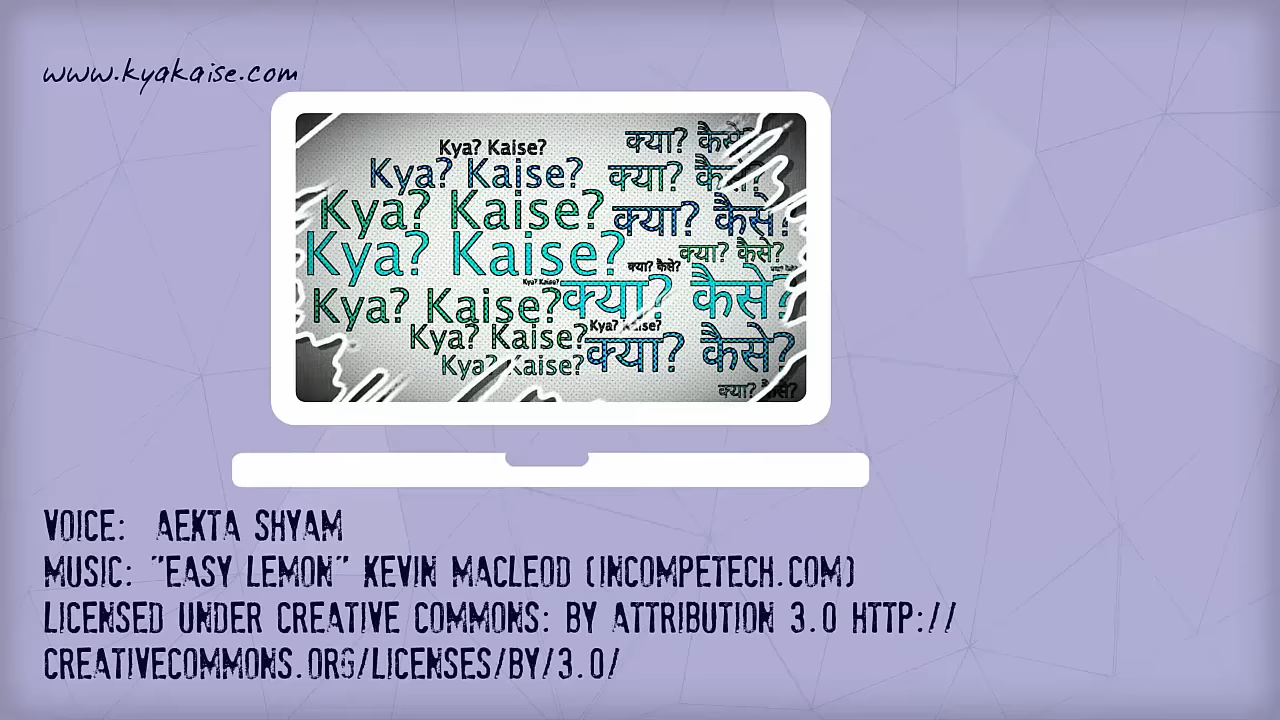 www.kyakaise.com
Kya? Kaise?
क्या? कैसे?
Kya? Kaise?
क्या? कैसे?
Kya? Kaise?
क्या? कैसे?
Kya? Kaise?
क्या? कैसे?
क्या? कैसे?
Kya? Kaise?
क्या? कैसे?
Kya? Kaise?
Kya? Kaise?
Kya? Kaise?
क्या? कैसे?
Kya? Kaise?
क्या? कैसे?
VOICE: AEKTA SHYAM
MUSIC: "EASY LEMON" KEVIN MACLEOD (INCOMPETECH.COM)
LICENSED UNDER CREATIVE COMMONS: BY ATTRIBUTION 3.0 HTTP://
CREATIVECOMMONS.ORG/LICENSES/BY/3.0/